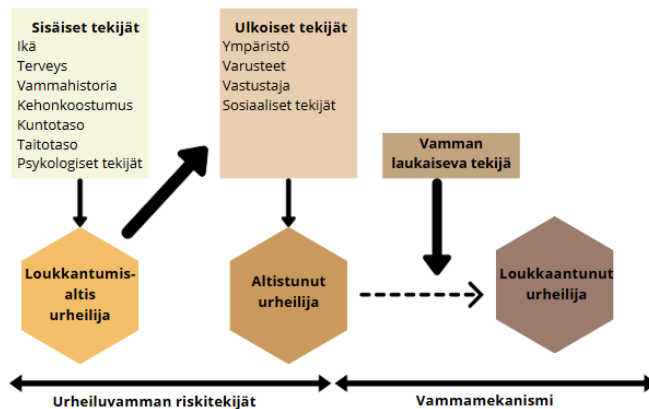 Sisäiset tekijät
Ikä
Terveys
Vammahistoria
Kehonkoostumus
Kuntotaso
Taitotaso
Psykologiset tekijät
Ulkoiset tekijät
Ympäristö
Varusteet
Vastustaja
Sosiaaliset tekijät
Vamman
laukaiseva tekijä
Loukkantumis-
altis
urheilija
Altistunut
urheilija
Loukkaantunut
urheilija
Urheiluvamman riskitekijät
Vammamekanismi